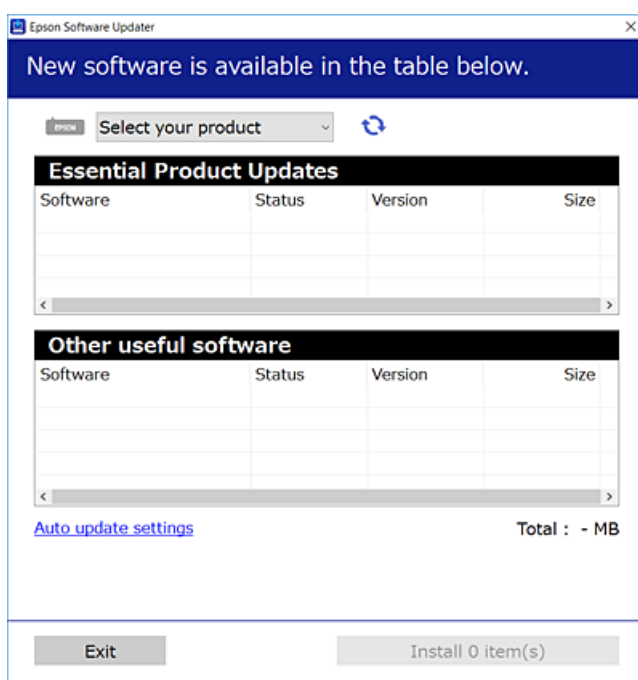 Epson Software Updater
New software is available in the table below.
EPSON Select your product
Essential Product Updates
Software Status Version Size
Other useful software
Software Status Version Size
Auto update settings Total : - MB
Exit Install 0 item(s)